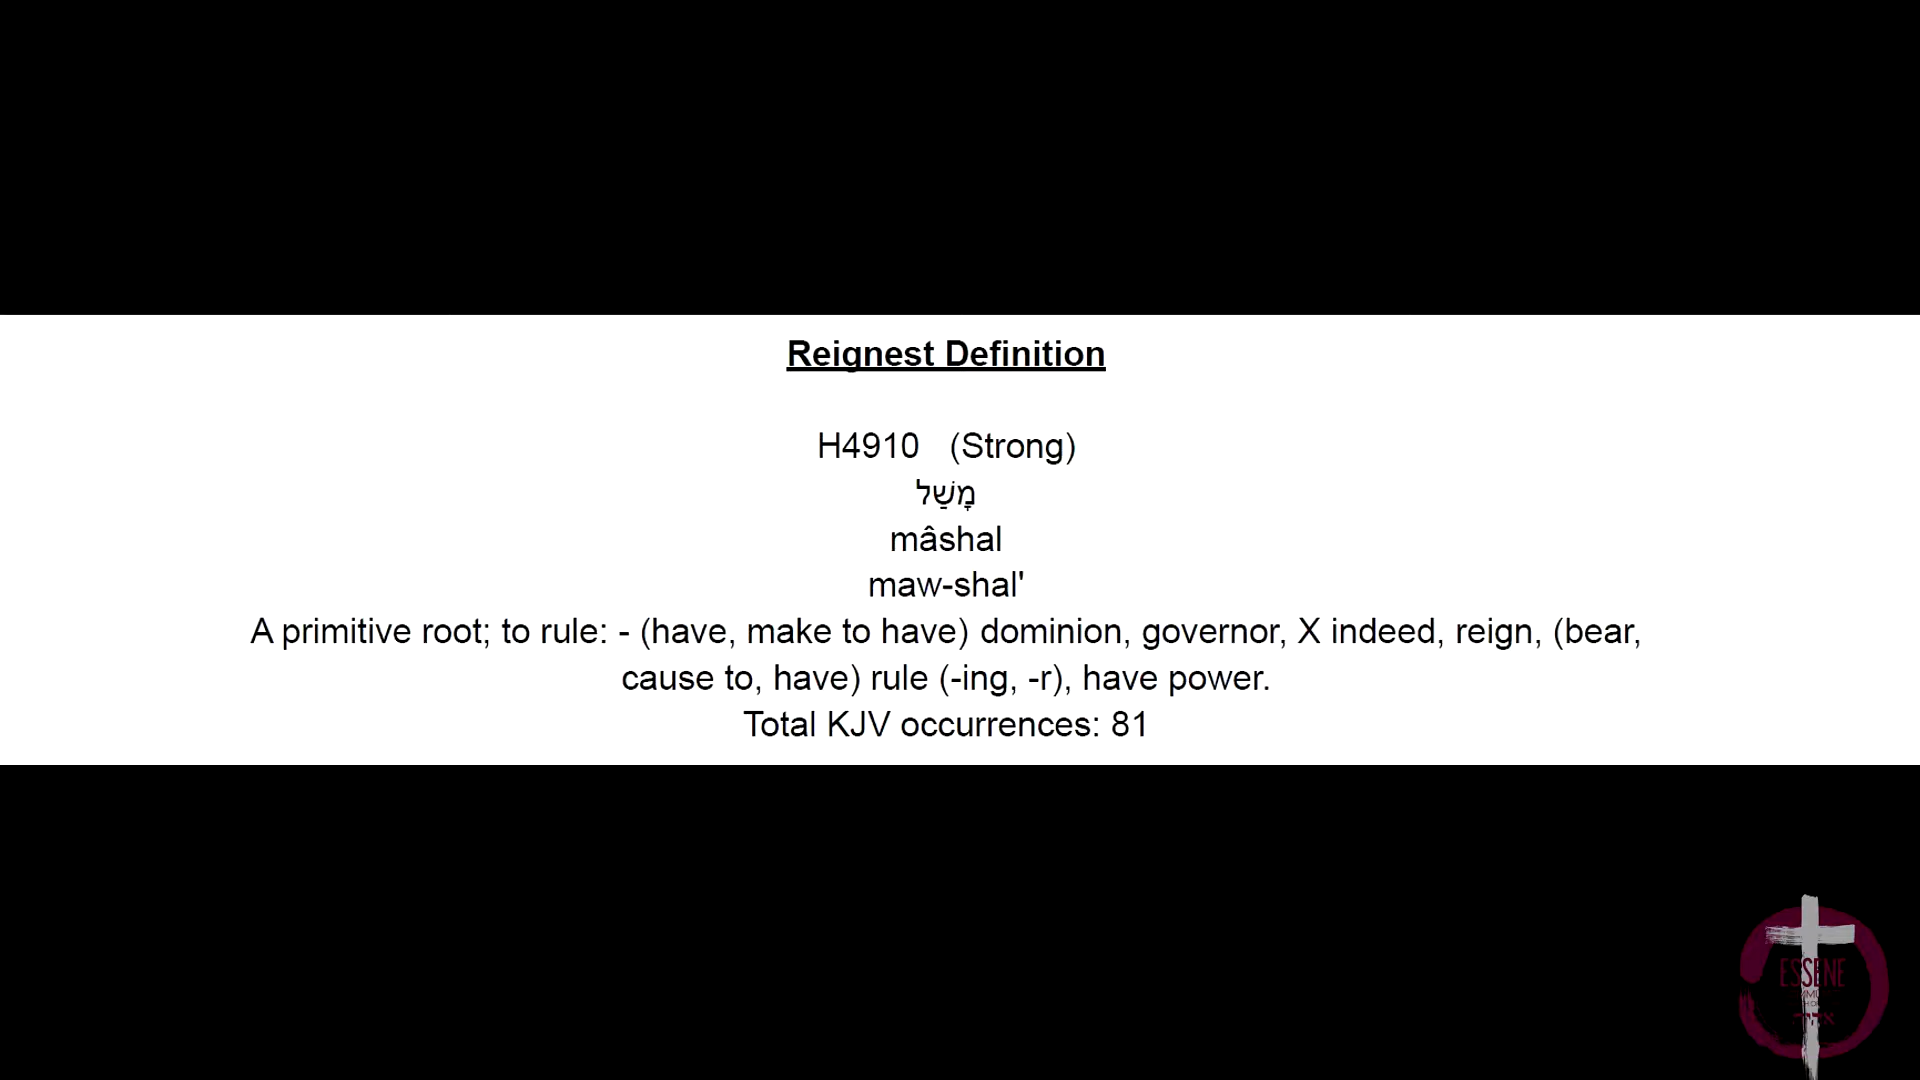 Reignest Definition
H4910 (Strong)
מָשַׁל
mâshal
maw-shal'
A primitive root; to rule: - (have, make to have) dominion, governor, X indeed, reign, (bear,
cause to, have) rule (-ing, -r), have power.
Total KJV occurrences: 81
ESSENE